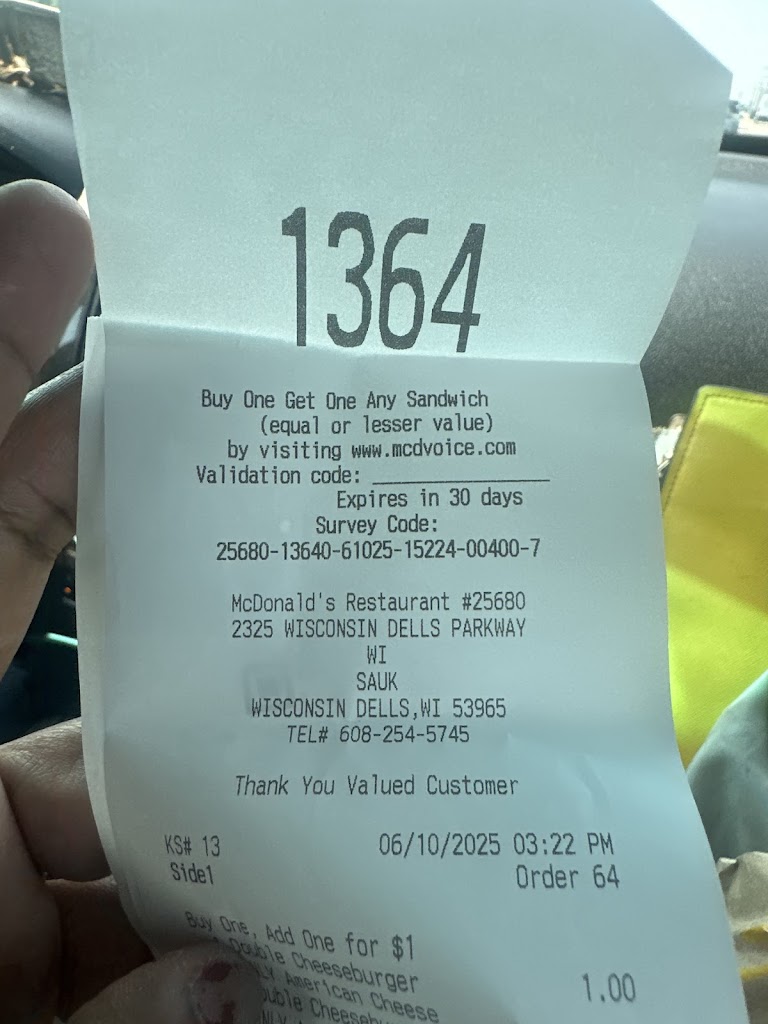 1364
Buy One Get One Any Sandwich
(equal or lesser value)
by visiting www.mcdvoice.com
Validation code: _______________
Expires in 30 days
Survey Code:
25680-13640-61025-15224-00400-7
McDonald's Restaurant #25680
2325 WISCONSIN DELLS PARKWAY
WI
SAUK
WISCONSIN DELLS,WI 53965
TEL# 608-254-5745
Thank You Valued Customer
KS# 13 06/10/2025 03:22 PM
Side1 Order 64
Buy One, Add One for $1
Double Cheeseburger 1.00
American Cheese